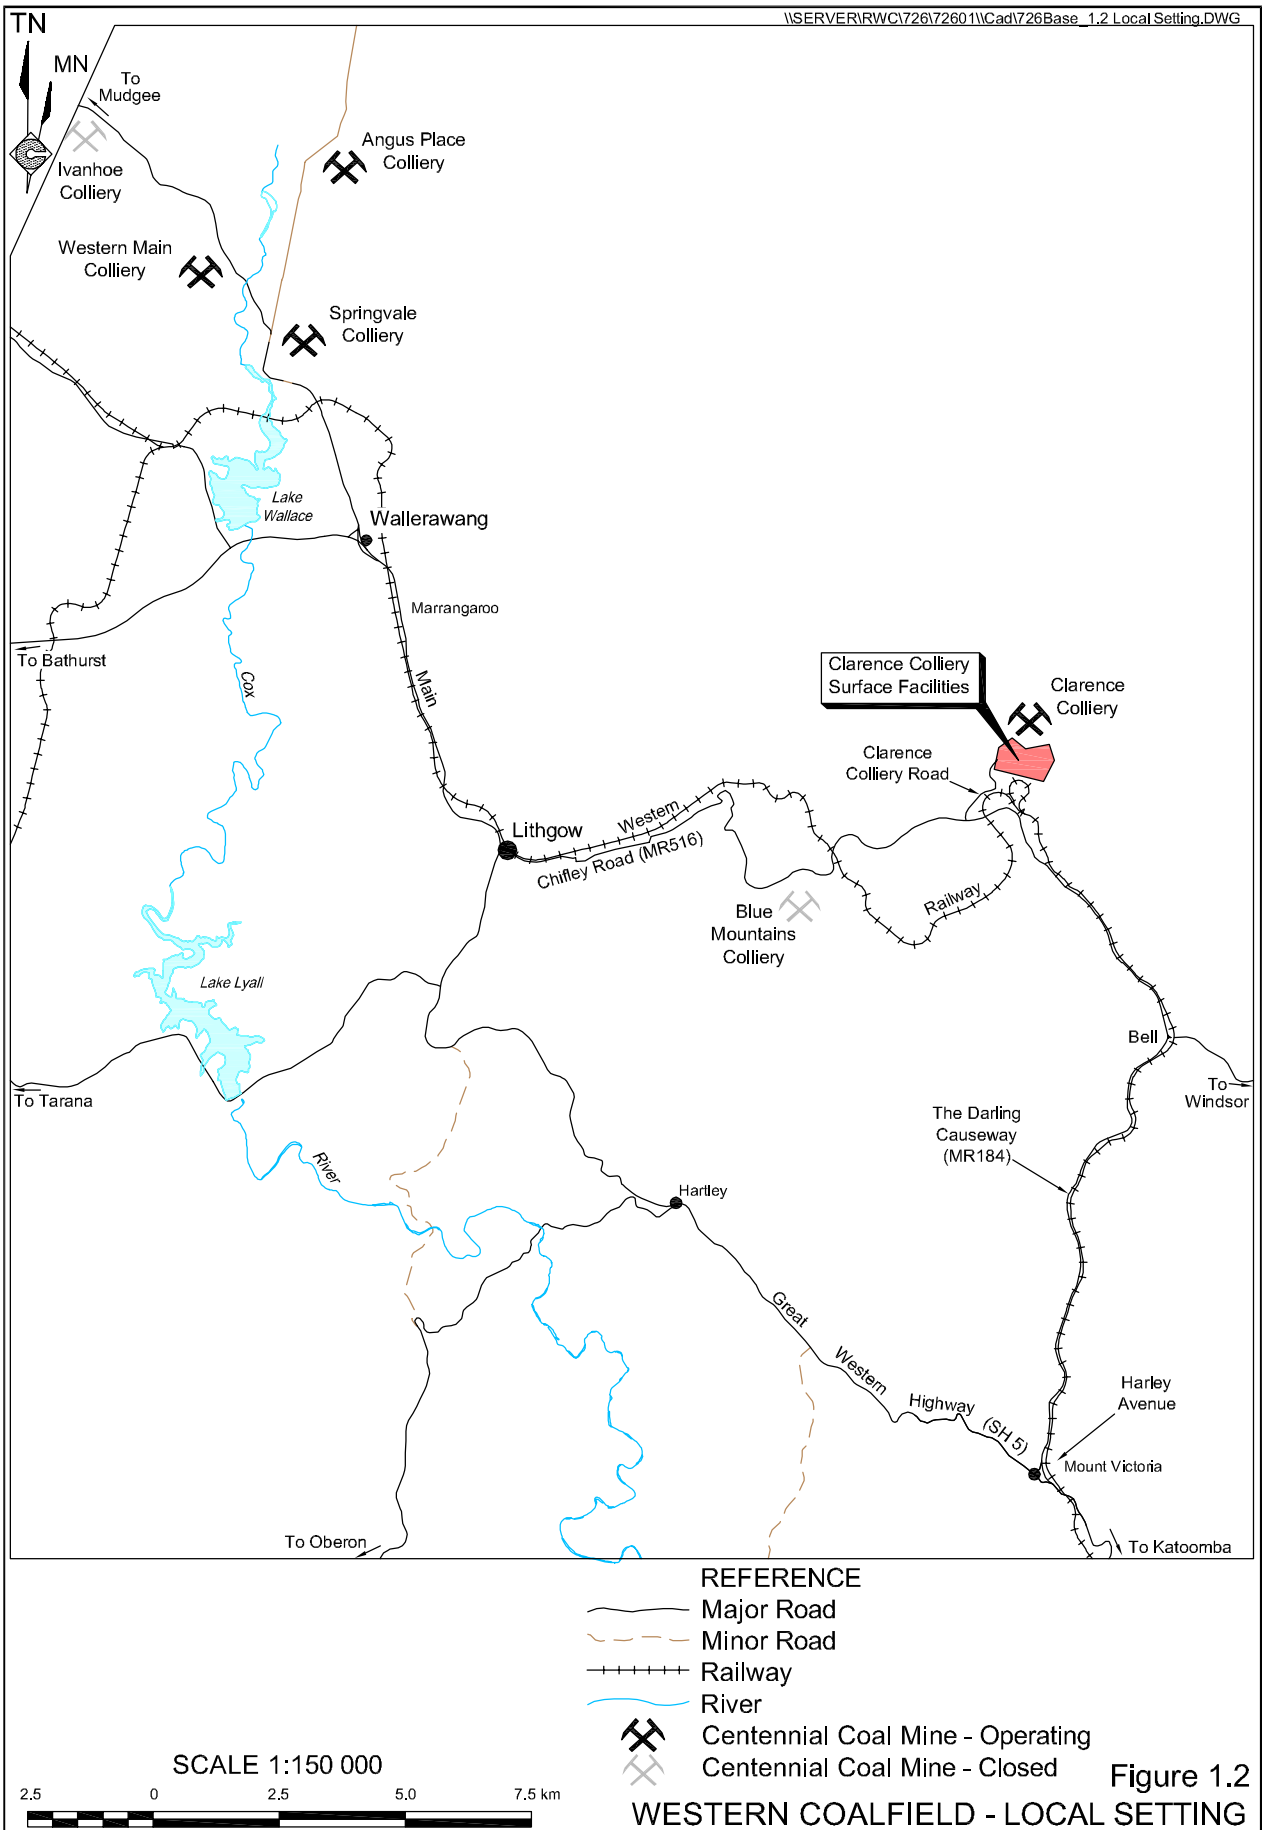 \\SERVER\RWC\726\72601\\Cad\726Base_1.2 Local Setting.DWG
TN
MN
To
Mudgee
Ivanhoe
Colliery
Angus Place
Colliery
Western Main
Colliery
Springvale
Colliery
Lake
Wallace
Wallerawang
Marrangaroo
To Bathurst
Cox
Main
Clarence Colliery
Surface Facilities
Clarence
Colliery
Clarence
Colliery Road
Lithgow
Western
Chifley Road (MR516)
Railway
Blue
Mountains
Colliery
Lake Lyall
Bell
To Tarana
To
Windsor
The Darling
Causeway
(MR184)
River
Hartley
Great
Western
Highway
(SH 5)
Harley
Avenue
Mount Victoria
To Oberon
To Katoomba
REFERENCE
Major Road
Minor Road
Railway
River
Centennial Coal Mine - Operating
Centennial Coal Mine - Closed
SCALE 1:150 000
2.5 0 2.5 5.0 7.5 km
Figure 1.2
WESTERN COALFIELD - LOCAL SETTING